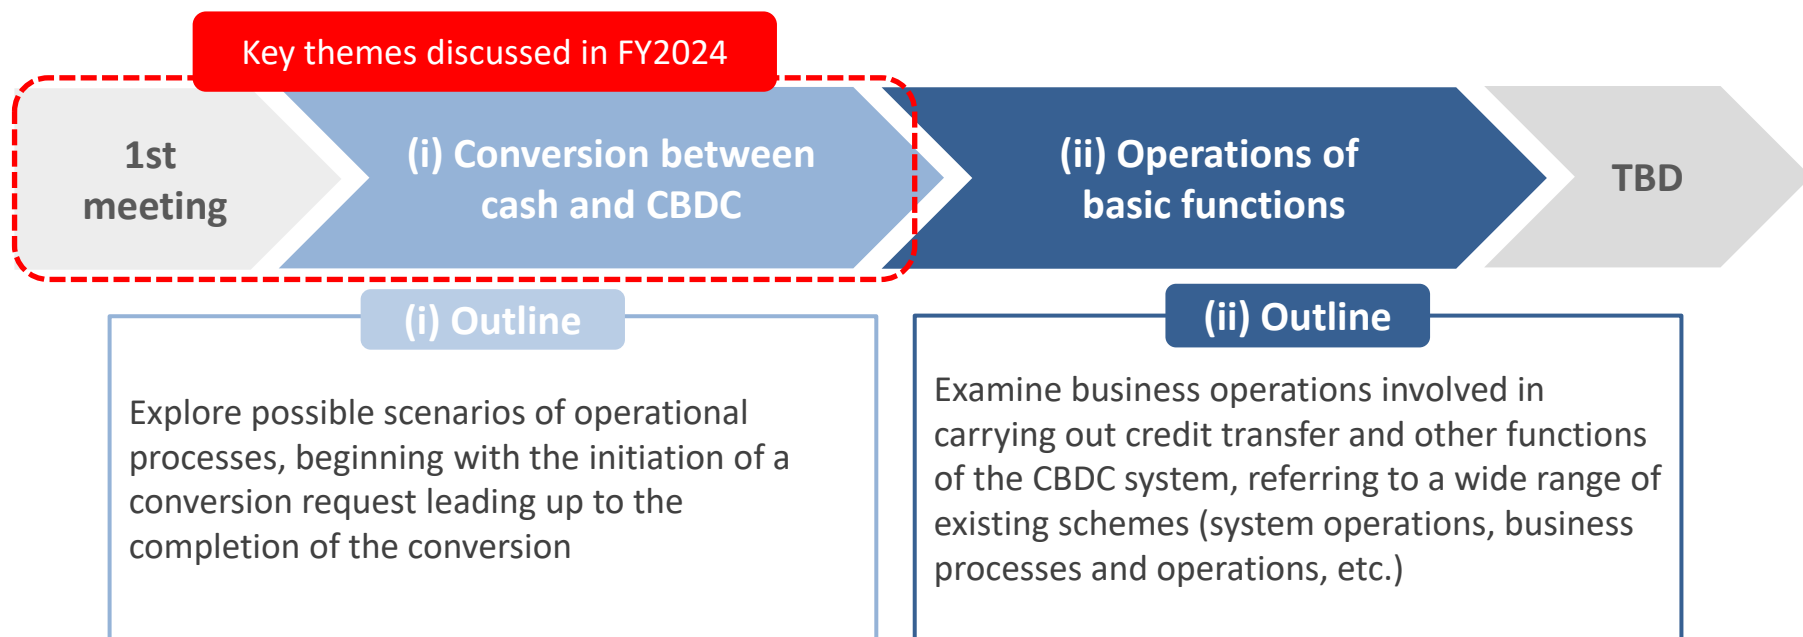 Key themes discussed in FY2024
1st
meeting
(i) Conversion between
cash and CBDC
(ii) Operations of
basic functions
TBD
(i) Outline
Explore possible scenarios of operational
processes, beginning with the initiation of a
conversion request leading up to the
completion of the conversion
(ii) Outline
Examine business operations involved in
carrying out credit transfer and other functions
of the CBDC system, referring to a wide range of
existing schemes (system operations, business
processes and operations, etc.)